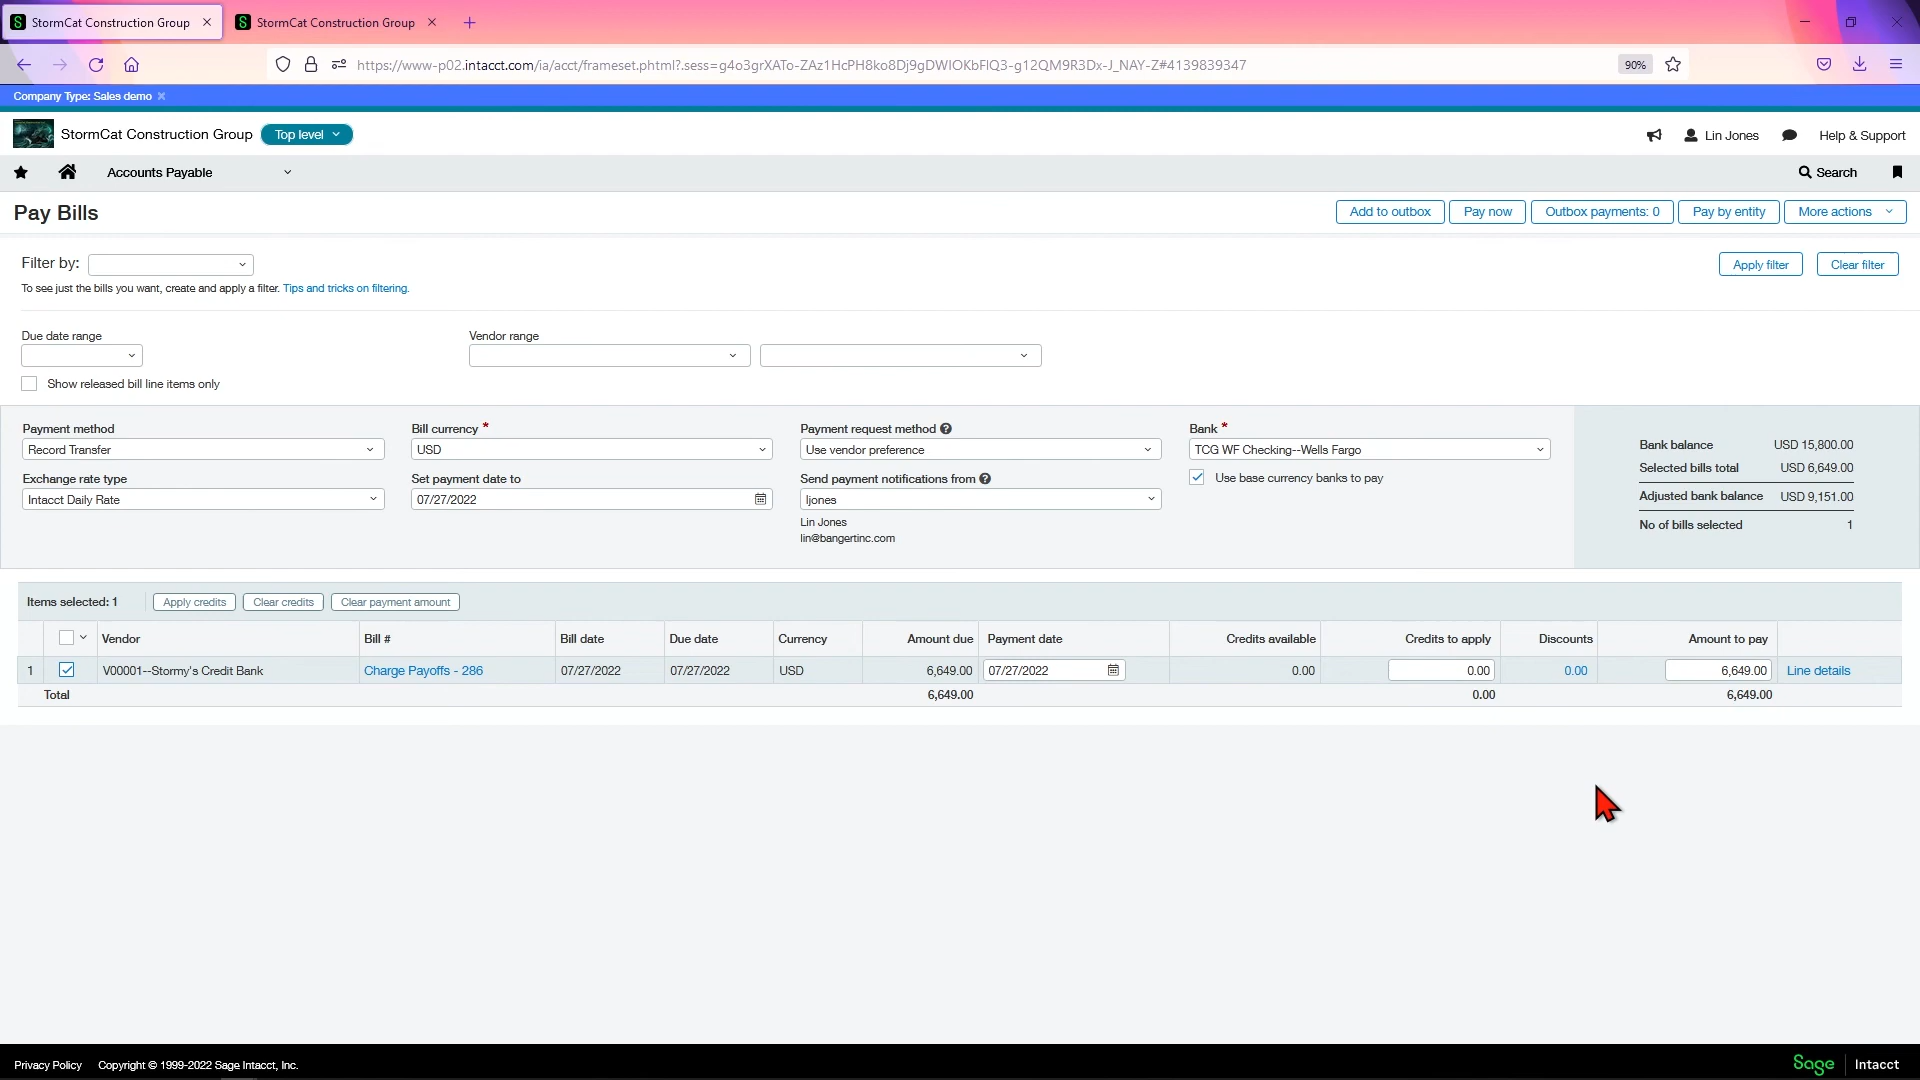 StormCat Construction Group
StormCat Construction Group
https://www-p02.intacct.com/ia/acct/frameset.phtml?.sess=g4o3grXATo-ZAz1HcPH8ko8Dj9gDWIOKbFlQ3-g12QM9R3Dx-J_NAY-Z#4139839347
90%
Company Type: Sales demo
StormCat Construction Group Top level
Lin Jones Help & Support
Accounts Payable
Search
Pay Bills
Add to outbox Pay now Outbox payments: 0 Pay by entity More actions
Filter by:
Apply filter Clear filter
To see just the bills you want, create and apply a filter. Tips and tricks on filtering.
Due date range Vendor range
Show released bill line items only
Payment method Bill currency * Payment request method Bank *
Record Transfer USD Use vendor preference TCG WF Checking--Wells Fargo
Exchange rate type Set payment date to Send payment notifications from Use base currency banks to pay
Intacct Daily Rate 07/27/2022 ljones
Lin Jones
lin@bangertinc.com
Bank balance USD 15,800.00
Selected bills total USD 6,649.00
Adjusted bank balance USD 9,151.00
No of bills selected 1
Items selected: 1 Apply credits Clear credits Clear payment amount
Vendor Bill # Bill date Due date Currency Amount due Payment date Credits available Credits to apply Discounts Amount to pay
1 V00001--Stormy's Credit Bank Charge Payoffs - 286 07/27/2022 07/27/2022 USD 6,649.00 07/27/2022 0.00 0.00 0.00 6,649.00 Line details
Total 6,649.00 0.00 6,649.00
Privacy Policy Copyright © 1999-2022 Sage Intacct, Inc.
Sage Intacct